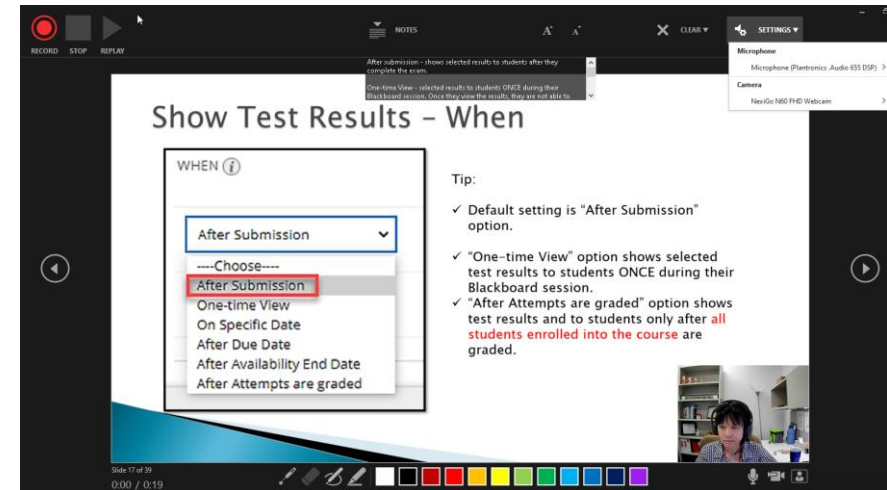 RECORD STOP REPLAY
NOTES
A A
CLEAR
SETTINGS
After submission - shows selected results to students after they
complete the exam.
One-time View - selected results to students ONCE during their
Blackboard session. Once they view the results, they are not able to
Microphone
Microphone (Plantronics .Audio 655 DSP)
Camera
NexiGo N60 FHD Webcam
Show Test Results – When
WHEN i
After Submission
----Choose----
After Submission
One-time View
On Specific Date
After Due Date
After Availability End Date
After Attempts are graded
Tip:
✓ Default setting is “After Submission”
option.
✓ “One-time View” option shows selected
test results to students ONCE during their
Blackboard session.
✓ “After Attempts are graded” option shows
test results and to students only after all
students enrolled into the course are
graded.
Slide 17 of 39
0:00 / 0:19